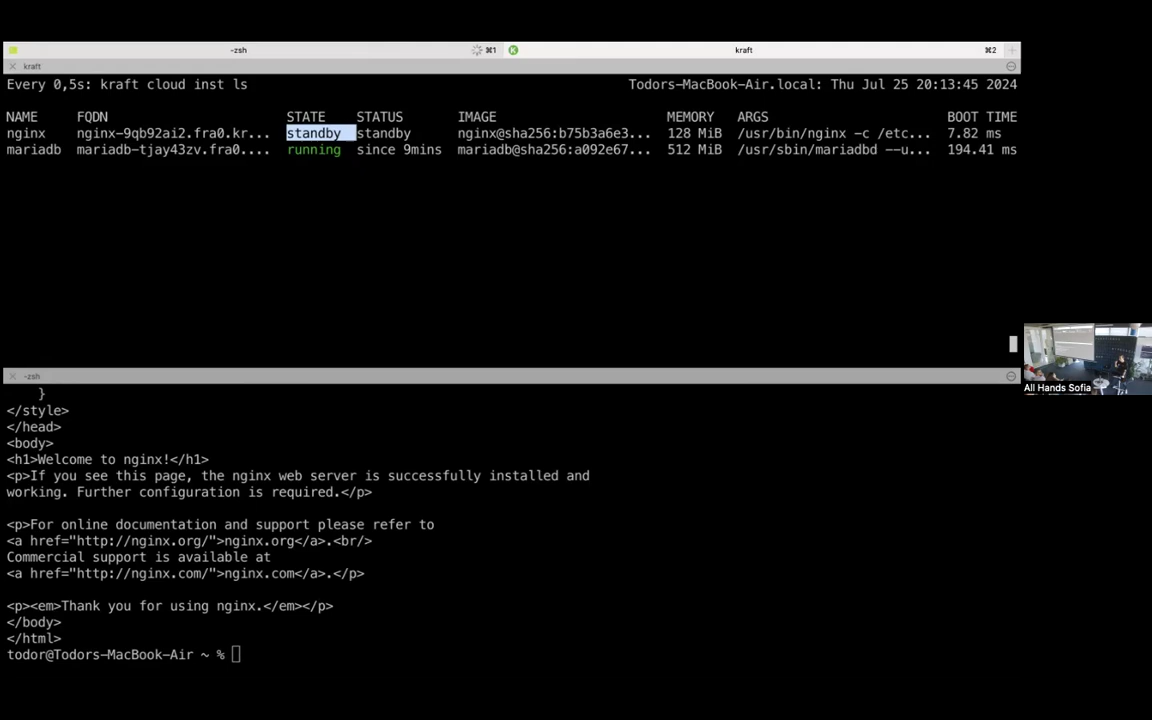 -zsh ⌘1 kraft ⌘2
kraft
Every 0,5s: kraft cloud inst ls Todors-MacBook-Air.local: Thu Jul 25 20:13:45 2024
NAME FQDN STATE STATUS IMAGE MEMORY ARGS BOOT TIME
nginx nginx-9qb92ai2.fra0.kr... standby standby nginx@sha256:b75b3a6e3... 128 MiB /usr/bin/nginx -c /etc... 7.82 ms
mariadb mariadb-tjay43zv.fra0.... running since 9mins mariadb@sha256:a092e67... 512 MiB /usr/sbin/mariadbd --u... 194.41 ms
All Hands Sofia
-zsh
}
</style>
</head>
<body>
<h1>Welcome to nginx!</h1>
<p>If you see this page, the nginx web server is successfully installed and
working. Further configuration is required.</p>
<p>For online documentation and support please refer to
<a href="http://nginx.org/">nginx.org</a>.<br/>
Commercial support is available at
<a href="http://nginx.com/">nginx.com</a>.</p>
<p><em>Thank you for using nginx.</em></p>
</body>
</html>
todor@Todors-MacBook-Air ~ %